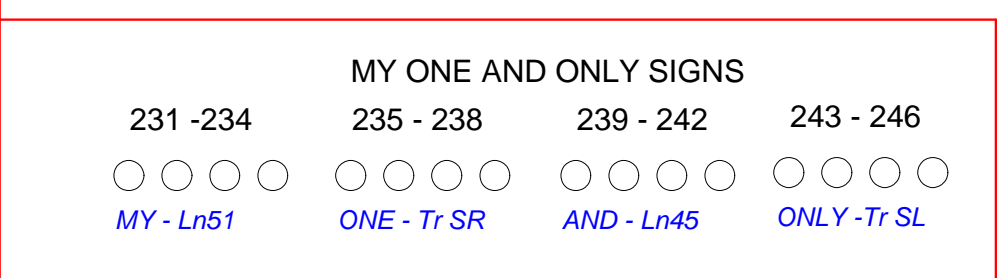 MY ONE AND ONLY SIGNS
231 -234 235 - 238 239 - 242 243 - 246
MY - Ln51 ONE - Tr SR AND - Ln45 ONLY -Tr SL